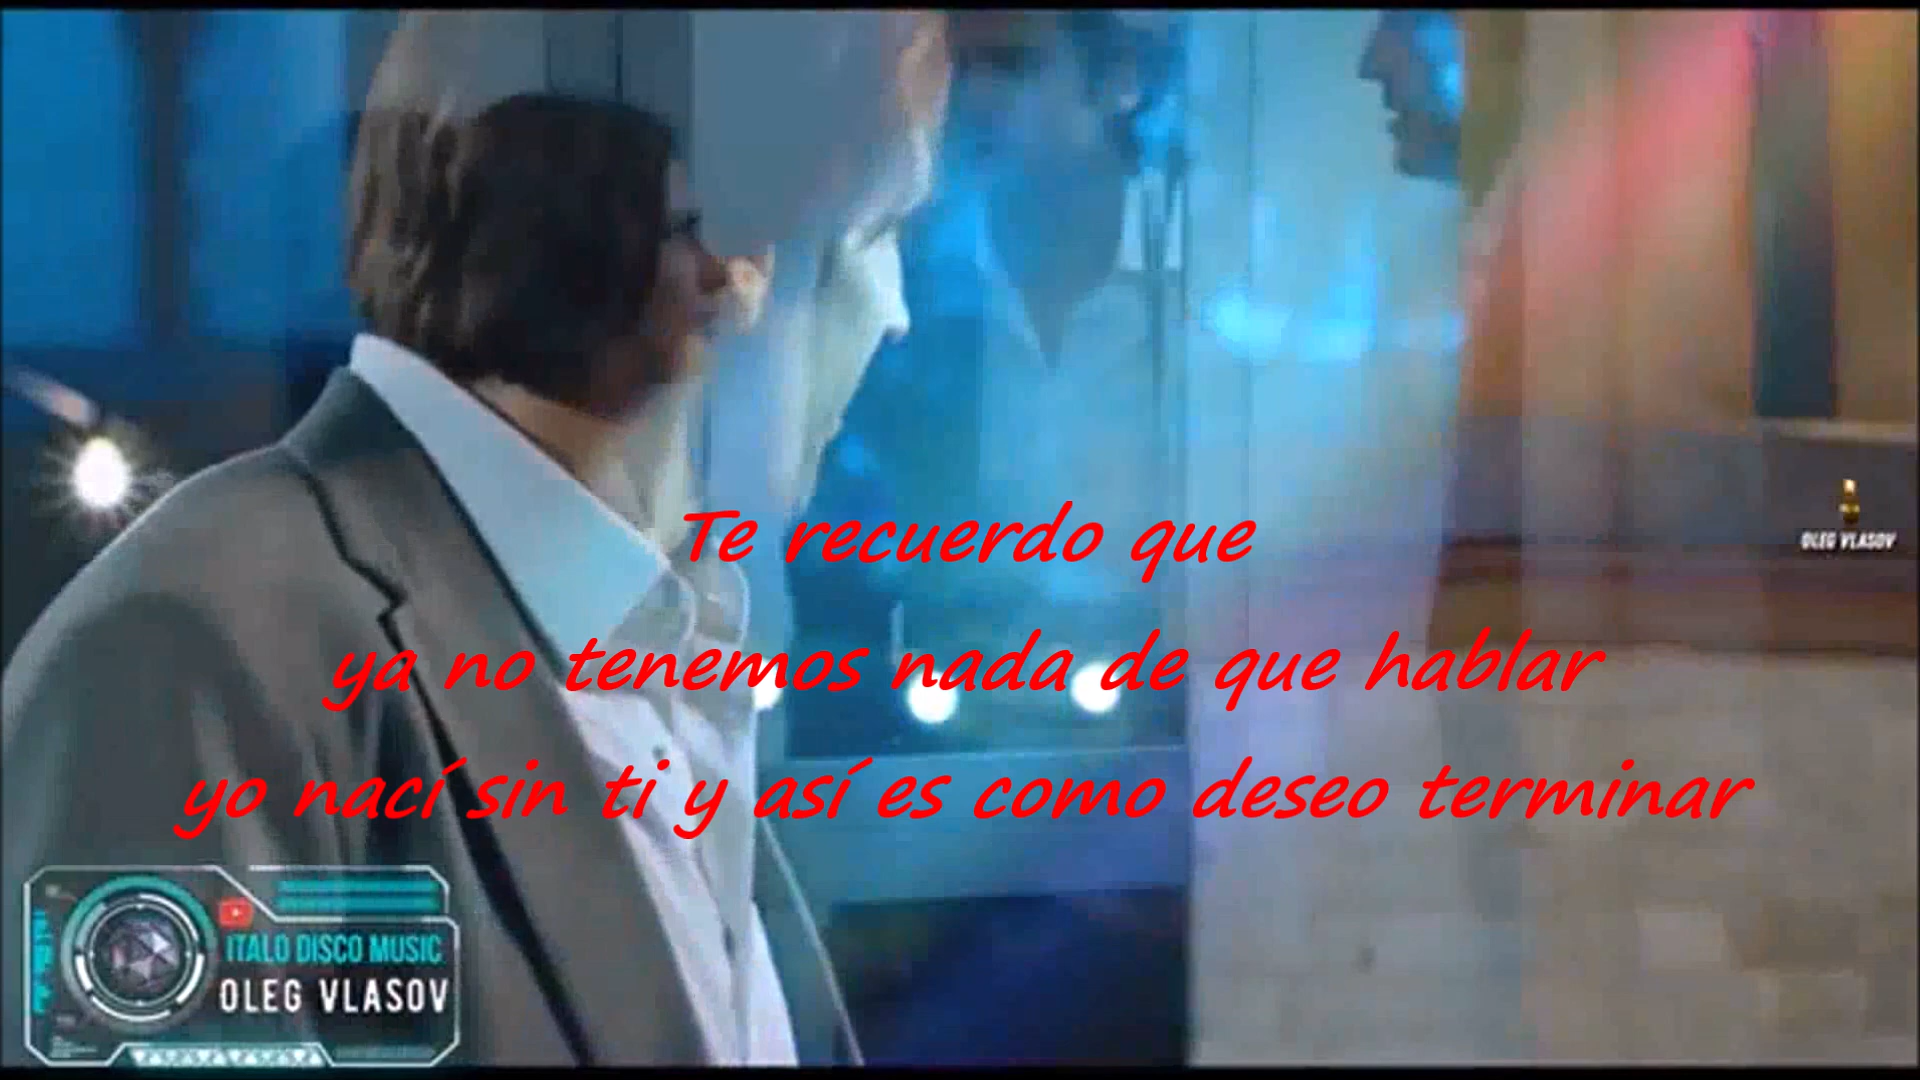 Te recuerdo que
ya no tenemos nada de que hablar
yo nací sin ti y así es como deseo terminar
OLEG VLASOV
ITALO DISCO MUSIC
OLEG VLASOV